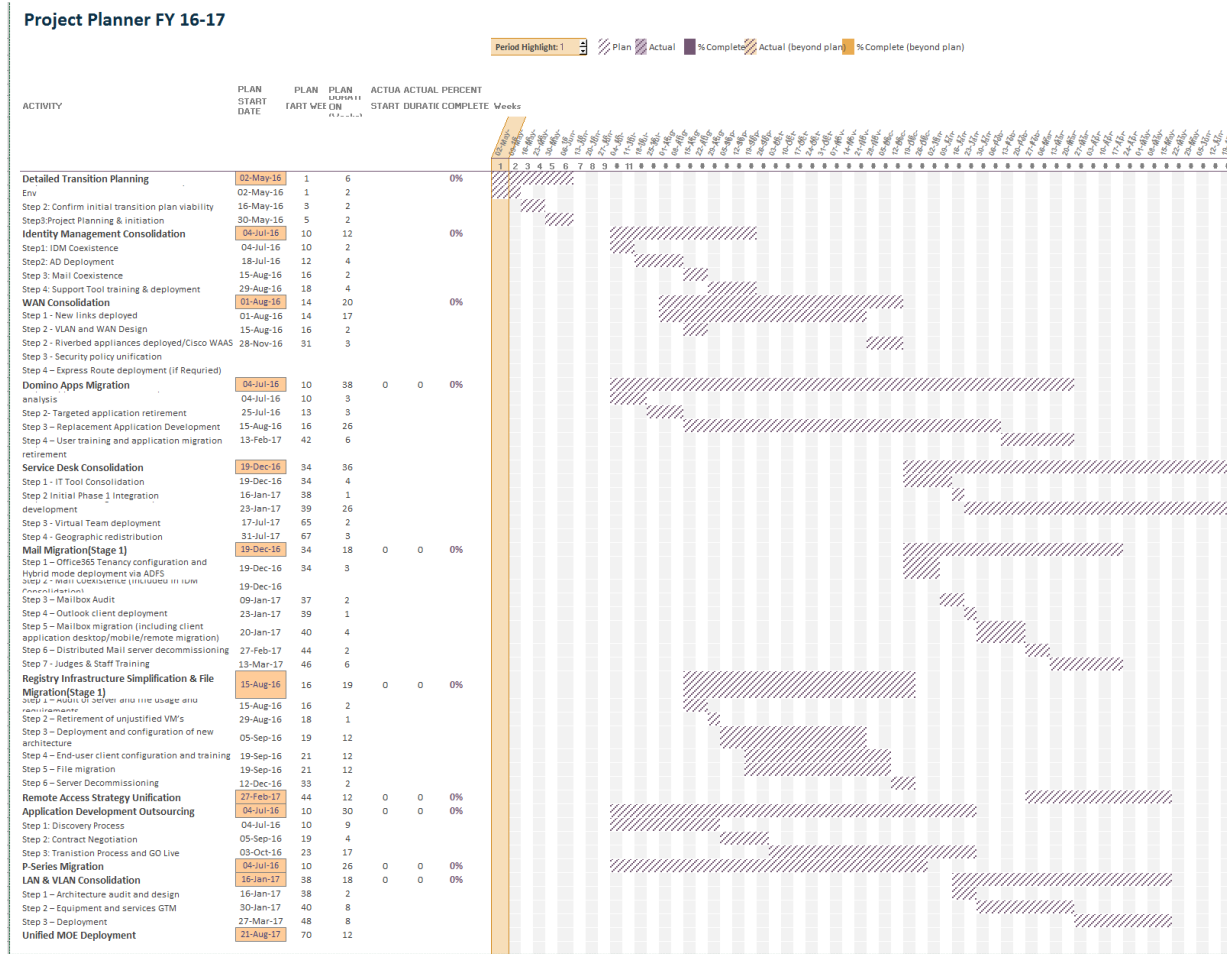 Project Planner FY 16-17
Period Highlight: 1 Plan Actual % Complete Actual (beyond plan) % Complete (beyond plan)
PLAN PLAN PLAN ACTUA ACTUAL PERCENT
ACTIVITY START DATE TART WEE ON START DURATIC COMPLETE Weeks
1 2 3 4 5 6 7 8 9 11
Detailed Transition Planning 02-May-16 1 6 0%
Env 02-May-16 1 2
Step 2: Confirm initial transition plan viability 16-May-16 3 2
Step3:Project Planning & initiation 30-May-16 5 2
Identity Management Consolidation 04-Jul-16 10 12 0%
Step1: IDM Coexistence 04-Jul-16 10 2
Step2: AD Deployment 18-Jul-16 12 4
Step 3: Mail Coexistence 15-Aug-16 16 2
Step 4: Support Tool training & deployment 29-Aug-16 18 4
WAN Consolidation 01-Aug-16 14 20 0%
Step 1 - New links deployed 01-Aug-16 14 17
Step 2 - VLAN and WAN Design 15-Aug-16 16 2
Step 2 - Riverbed appliances deployed/Cisco WAAS 28-Nov-16 31 3
Step 3 - Security policy unification
Step 4 – Express Route deployment (if Requried)
Domino Apps Migration 04-Jul-16 10 38 0 0 0%
analysis 04-Jul-16 10 3
Step 2- Targeted application retirement 25-Jul-16 13 3
Step 3 – Replacement Application Development 15-Aug-16 16 26
Step 4 – User training and application migration 13-Feb-17 42 6
retirement
Service Desk Consolidation 19-Dec-16 34 36
Step 1 - IT Tool Consolidation 19-Dec-16 34 4
Step 2 Initial Phase 1 Integration 16-Jan-17 38 1
development 23-Jan-17 39 26
Step 3 - Virtual Team deployment 17-Jul-17 65 2
Step 4 - Geographic redistribution 31-Jul-17 67 3
Mail Migration(Stage 1) 19-Dec-16 34 18 0 0 0%
Step 1 – Office365 Tenancy configuration and
Hybrid mode deployment via ADFS 19-Dec-16 34 3
Step 2 - Mail Coexistence (included in IDM
Consolidation) 19-Dec-16
Step 3 – Mailbox Audit 09-Jan-17 37 2
Step 4 – Outlook client deployment 23-Jan-17 39 1
Step 5 – Mailbox migration (including client
application desktop/mobile/remote migration) 20-Jan-17 40 4
Step 6 – Distributed Mail server decommissioning 27-Feb-17 44 2
Step 7 - Judges & Staff Training 13-Mar-17 46 6
Registry Infrastructure Simplification & File
Migration(Stage 1) 15-Aug-16 16 19 0 0 0%
Step 1 – Audit of Server and file usage and
requirements 15-Aug-16 16 2
Step 2 – Retirement of unjustified VM's 29-Aug-16 18 1
Step 3 – Deployment and configuration of new
architecture 05-Sep-16 19 12
Step 4 – End-user client configuration and training 19-Sep-16 21 12
Step 5 – File migration 19-Sep-16 21 12
Step 6 – Server Decommissioning 12-Dec-16 33 2
Remote Access Strategy Unification 27-Feb-17 44 12 0 0 0%
Application Development Outsourcing 04-Jul-16 10 30 0 0 0%
Step 1: Discovery Process 04-Jul-16 10 9
Step 2: Contract Negotiation 05-Sep-16 19 4
Step 3: Transtion Process and GO Live 03-Oct-16 23 17
P-Series Migration 04-Jul-16 10 26 0 0 0%
LAN & VLAN Consolidation 16-Jan-17 38 18 0 0 0%
Step 1 – Architecture audit and design 16-Jan-17 38 2
Step 2 – Equipment and services GTM 30-Jan-17 40 8
Step 3 – Deployment 27-Mar-17 48 8
Unified MOE Deployment 21-Aug-17 70 12